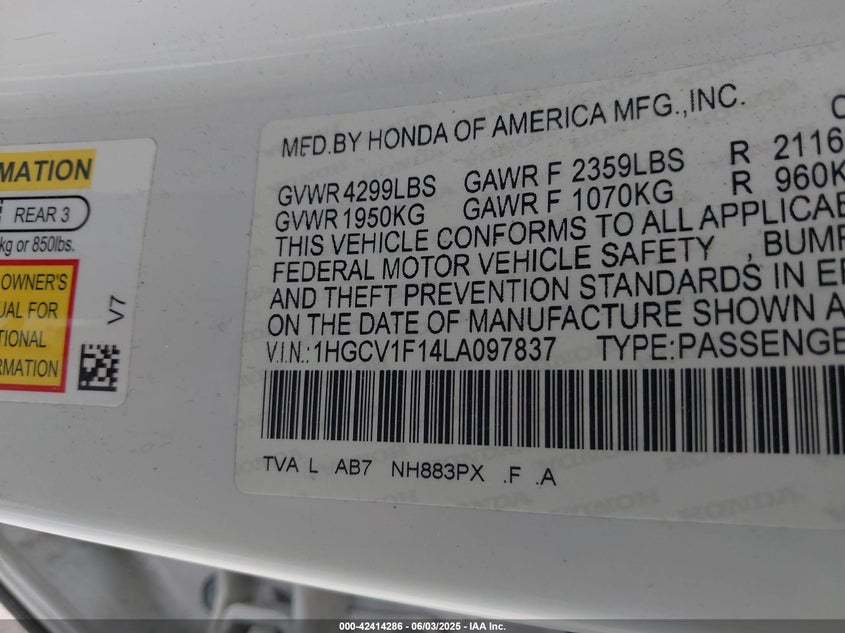 MATION
REAR 3
kg or 850lbs.
OWNER'S
UAL FOR
TIONAL
RMATION
V7
MFD.BY HONDA OF AMERICA MFG.,INC.
GVWR 4299LBS GAWR F 2359LBS R 2116
GVWR 1950KG GAWR F 1070KG R 960K
THIS VEHICLE CONFORMS TO ALL APPLICAB
FEDERAL MOTOR VEHICLE SAFETY , BUMP
AND THEFT PREVENTION STANDARDS IN EF
ON THE DATE OF MANUFACTURE SHOWN A
V.I.N.:1HGCV1F14LA097837 TYPE:PASSENGE
TVA L AB7 NH883PX .F .A
000-42414286 - 06/03/2025 - IAA Inc.